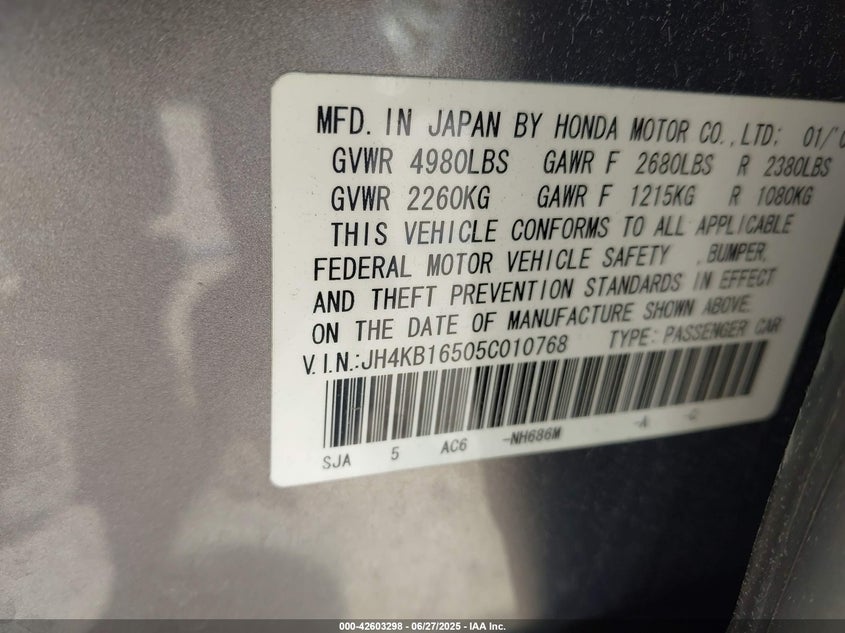 MFD. IN JAPAN BY HONDA MOTOR CO., LTD; 01/'0
GVWR 4980LBS GAWR F 2680LBS R 2380LBS
GVWR 2260KG GAWR F 1215KG R 1080KG
THIS VEHICLE CONFORMS TO ALL APPLICABLE
FEDERAL MOTOR VEHICLE SAFETY , BUMPER,
AND THEFT PREVENTION STANDARDS IN EFFECT
ON THE DATE OF MANUFACTURE SHOWN ABOVE.
V.I.N.:JH4KB16505C010768 TYPE: PASSENGER CAR
SJA 5 AC6 -NH686M -A -C
000-42603298 - 06/27/2025 - IAA Inc.